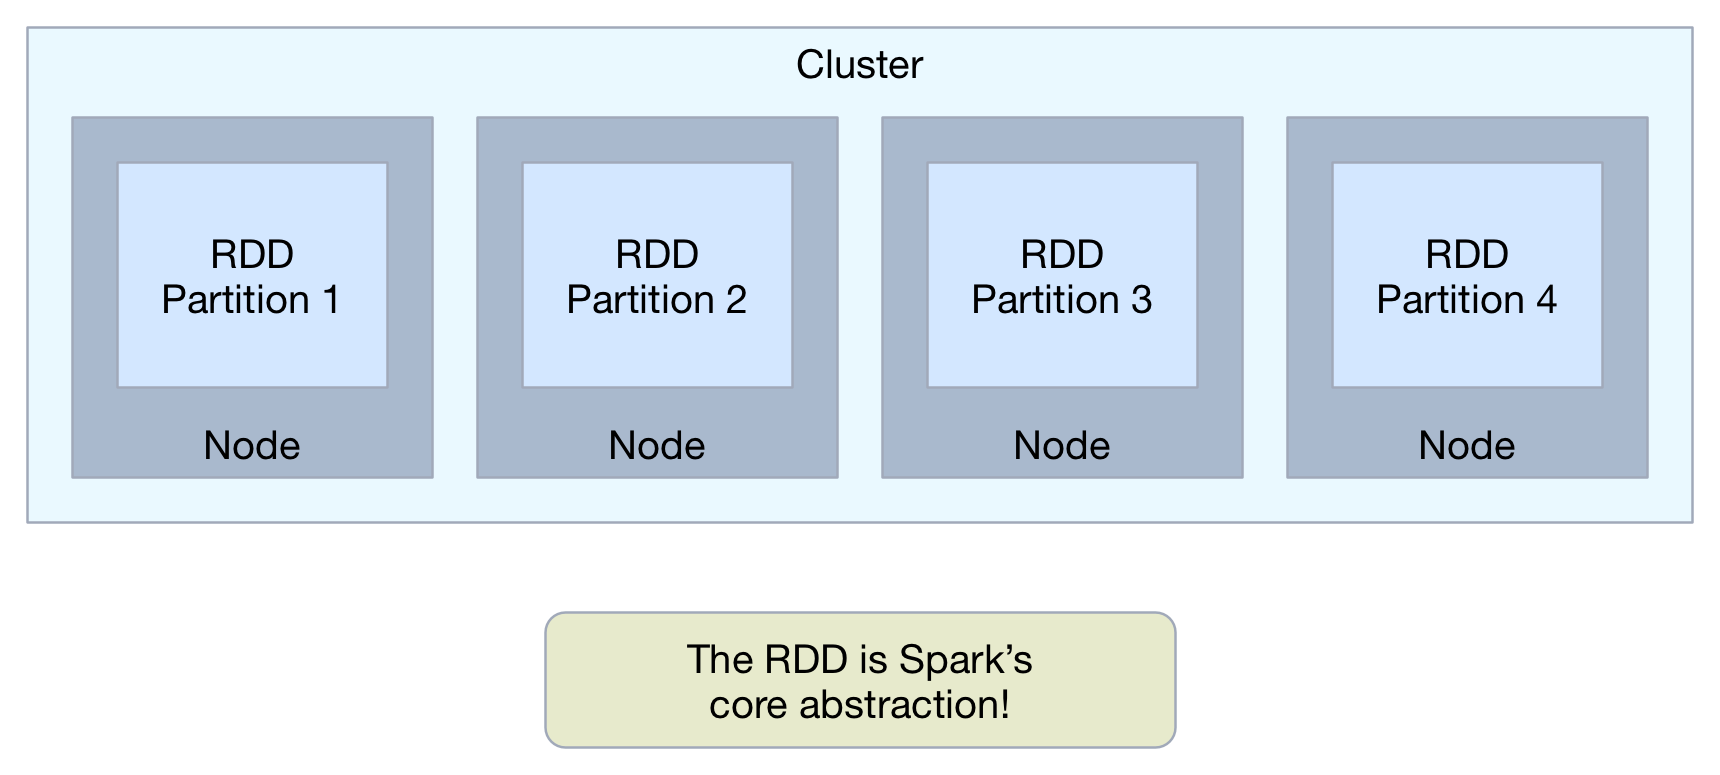 Cluster
RDD
Partition 1
Node
RDD
Partition 2
Node
RDD
Partition 3
Node
RDD
Partition 4
Node
The RDD is Spark’s
core abstraction!